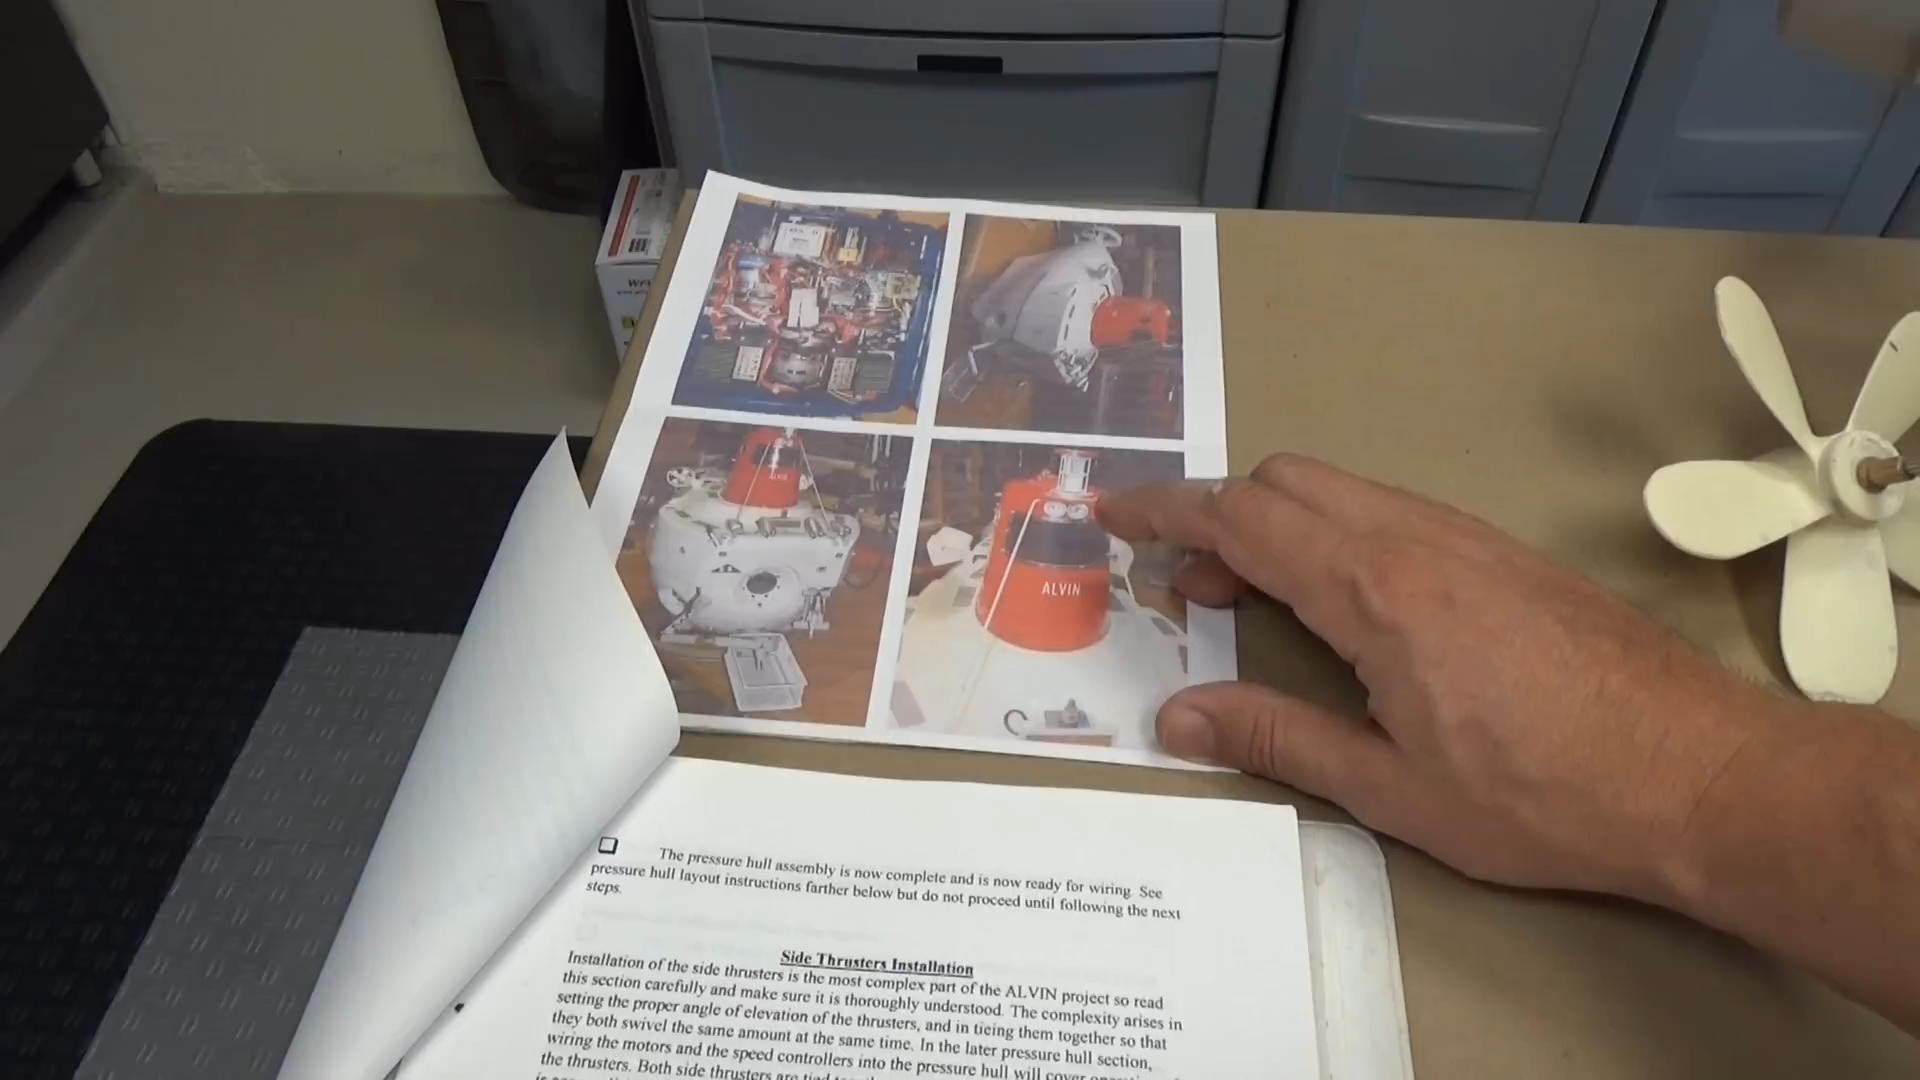 ALVIN
ALVIN
The pressure hull assembly is now complete and is now ready for wiring. See
pressure hull layout instructions farther below but do not proceed until following the next
steps.
Side Thrusters Installation
Installation of the side thrusters is the most complex part of the ALVIN project so read
this section carefully and make sure it is thoroughly understood. The complexity arises in
setting the proper angle of elevation of the thrusters, and in tieing them together so that
they both swivel the same amount at the same time. In the later pressure hull section,
wiring the motors and the speed controllers into the pressure hull will cover
the thrusters. Both side thrusters are tied